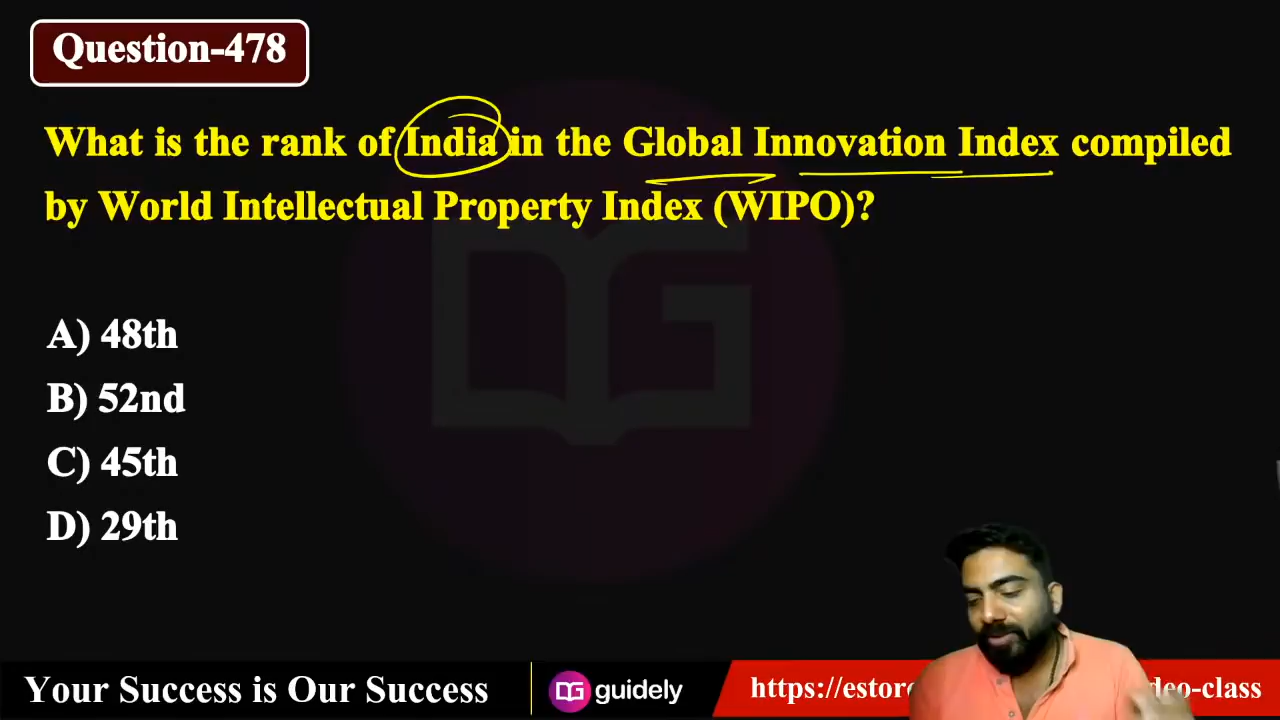 Question-478
What is the rank of India in the Global Innovation Index compiled
by World Intellectual Property Index (WIPO)?
A) 48th
B) 52nd
C) 45th
D) 29th
Your Success is Our Success
guidely
https://estore
deo-class